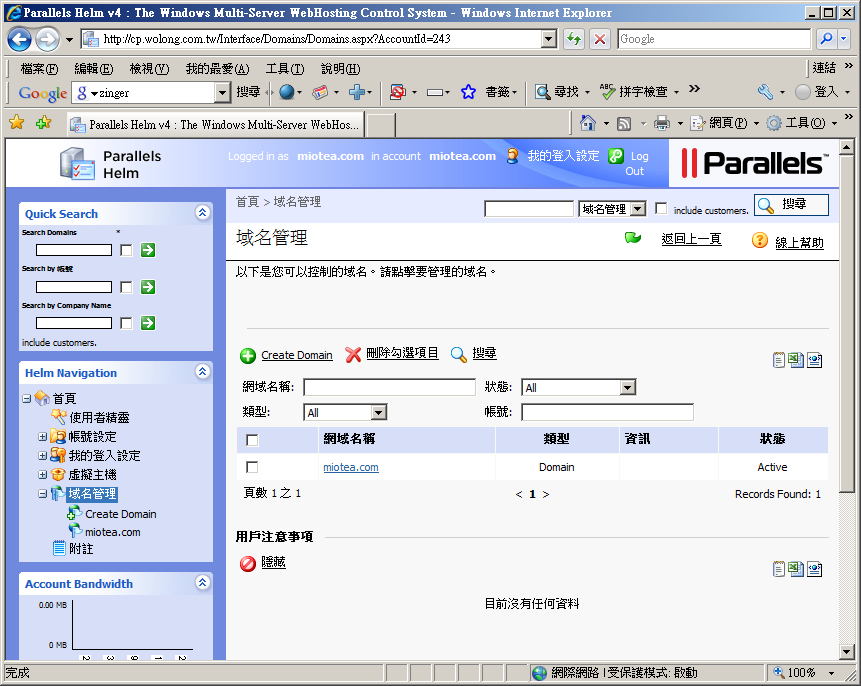 Parallels Helm v4 : The Windows Multi-Server WebHosting Control System - Windows Internet Explorer
http://cp.wolong.com.tw/Interface/Domains/Domains.aspx?AccountId=243
Google
檔案(F) 編輯(E) 檢視(V) 我的最愛(A) 工具(T) 說明(H) 連結 »
Google zinger 搜尋 書籤 尋找 拼字檢查 » 登入
Parallels Helm v4 : The Windows Multi-Server WebHos... 網頁(P) 工具(O) »
Parallels Helm
Logged in as miotea.com in account miotea.com 我的登入設定 Log Out
Parallels™
Quick Search
Search Domains *
Search by 帳號
Search by Company Name
include customers.
Helm Navigation
首頁
使用者精靈
帳號設定
我的登入設定
虛擬主機
域名管理
Create Domain
miotea.com
附註
Account Bandwidth
0.00 MB
0 MB
首頁 > 域名管理
域名管理 include customers. 搜尋
域名管理 返回上一頁 線上幫助
以下是您可以控制的域名。請點擊要管理的域名。
Create Domain 刪除勾選項目 搜尋
網域名稱: 狀態: All
類型: All 帳號:
網域名稱 類型 資訊 狀態
miotea.com Domain Active
頁數 1 之 1 < 1 > Records Found: 1
用戶注意事項
隱藏
目前沒有任何資料
完成 網際網路 | 受保護模式: 啟動 100%